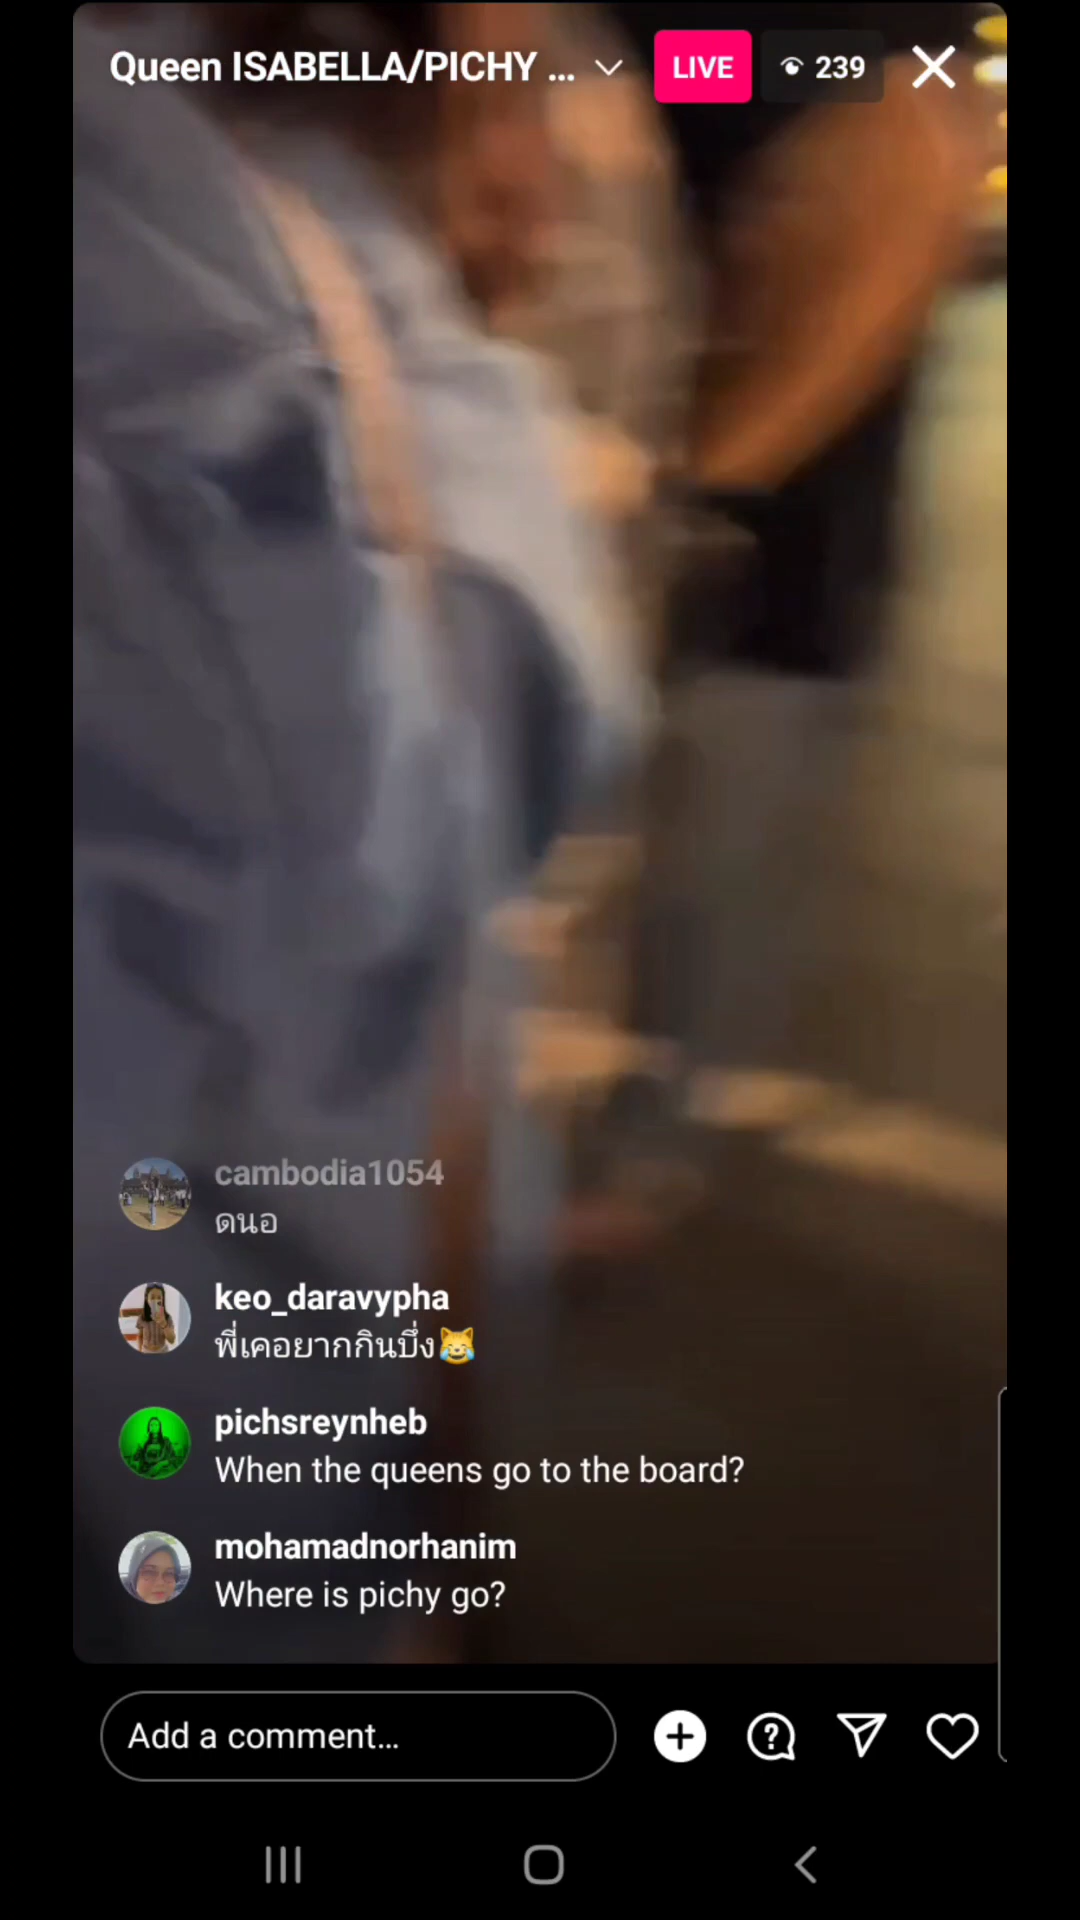 Queen ISABELLA/PICHY ...
LIVE
239
cambodia1054
ดนอ
keo_daravypha
พี่เคอยากกินบึ่ง😹
pichsreynheb
When the queens go to the board?
mohamadnorhanim
Where is pichy go?
Add a comment...